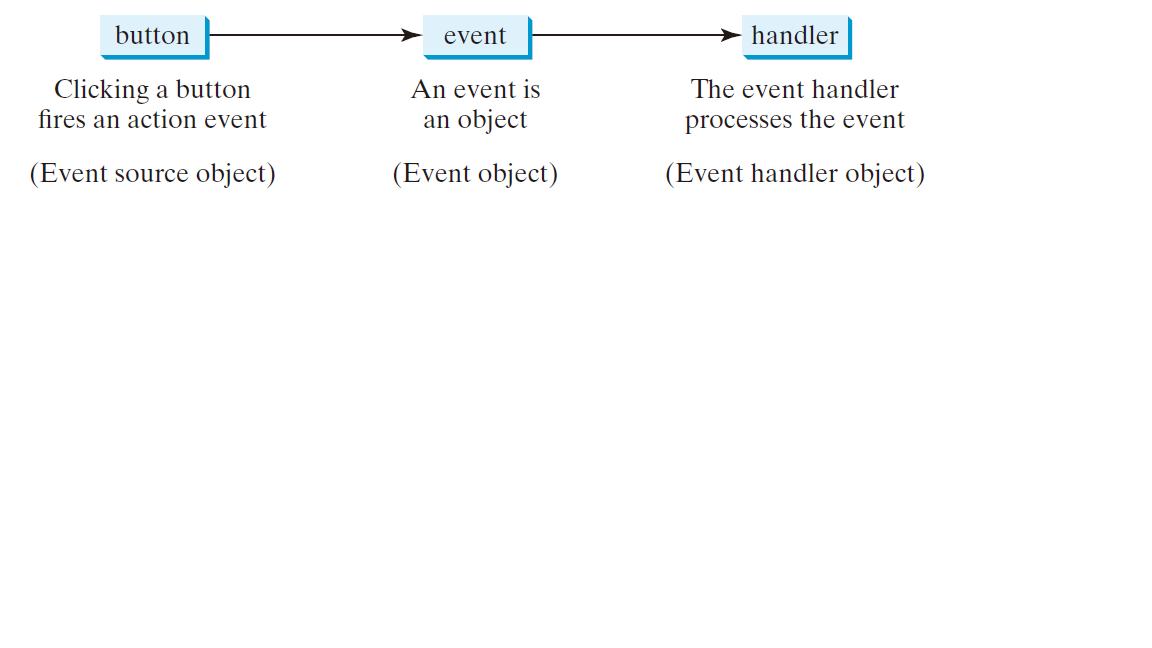 button
event
handler
Clicking a button
fires an action event
(Event source object)
An event is
an object
(Event object)
The event handler
processes the event
(Event handler object)